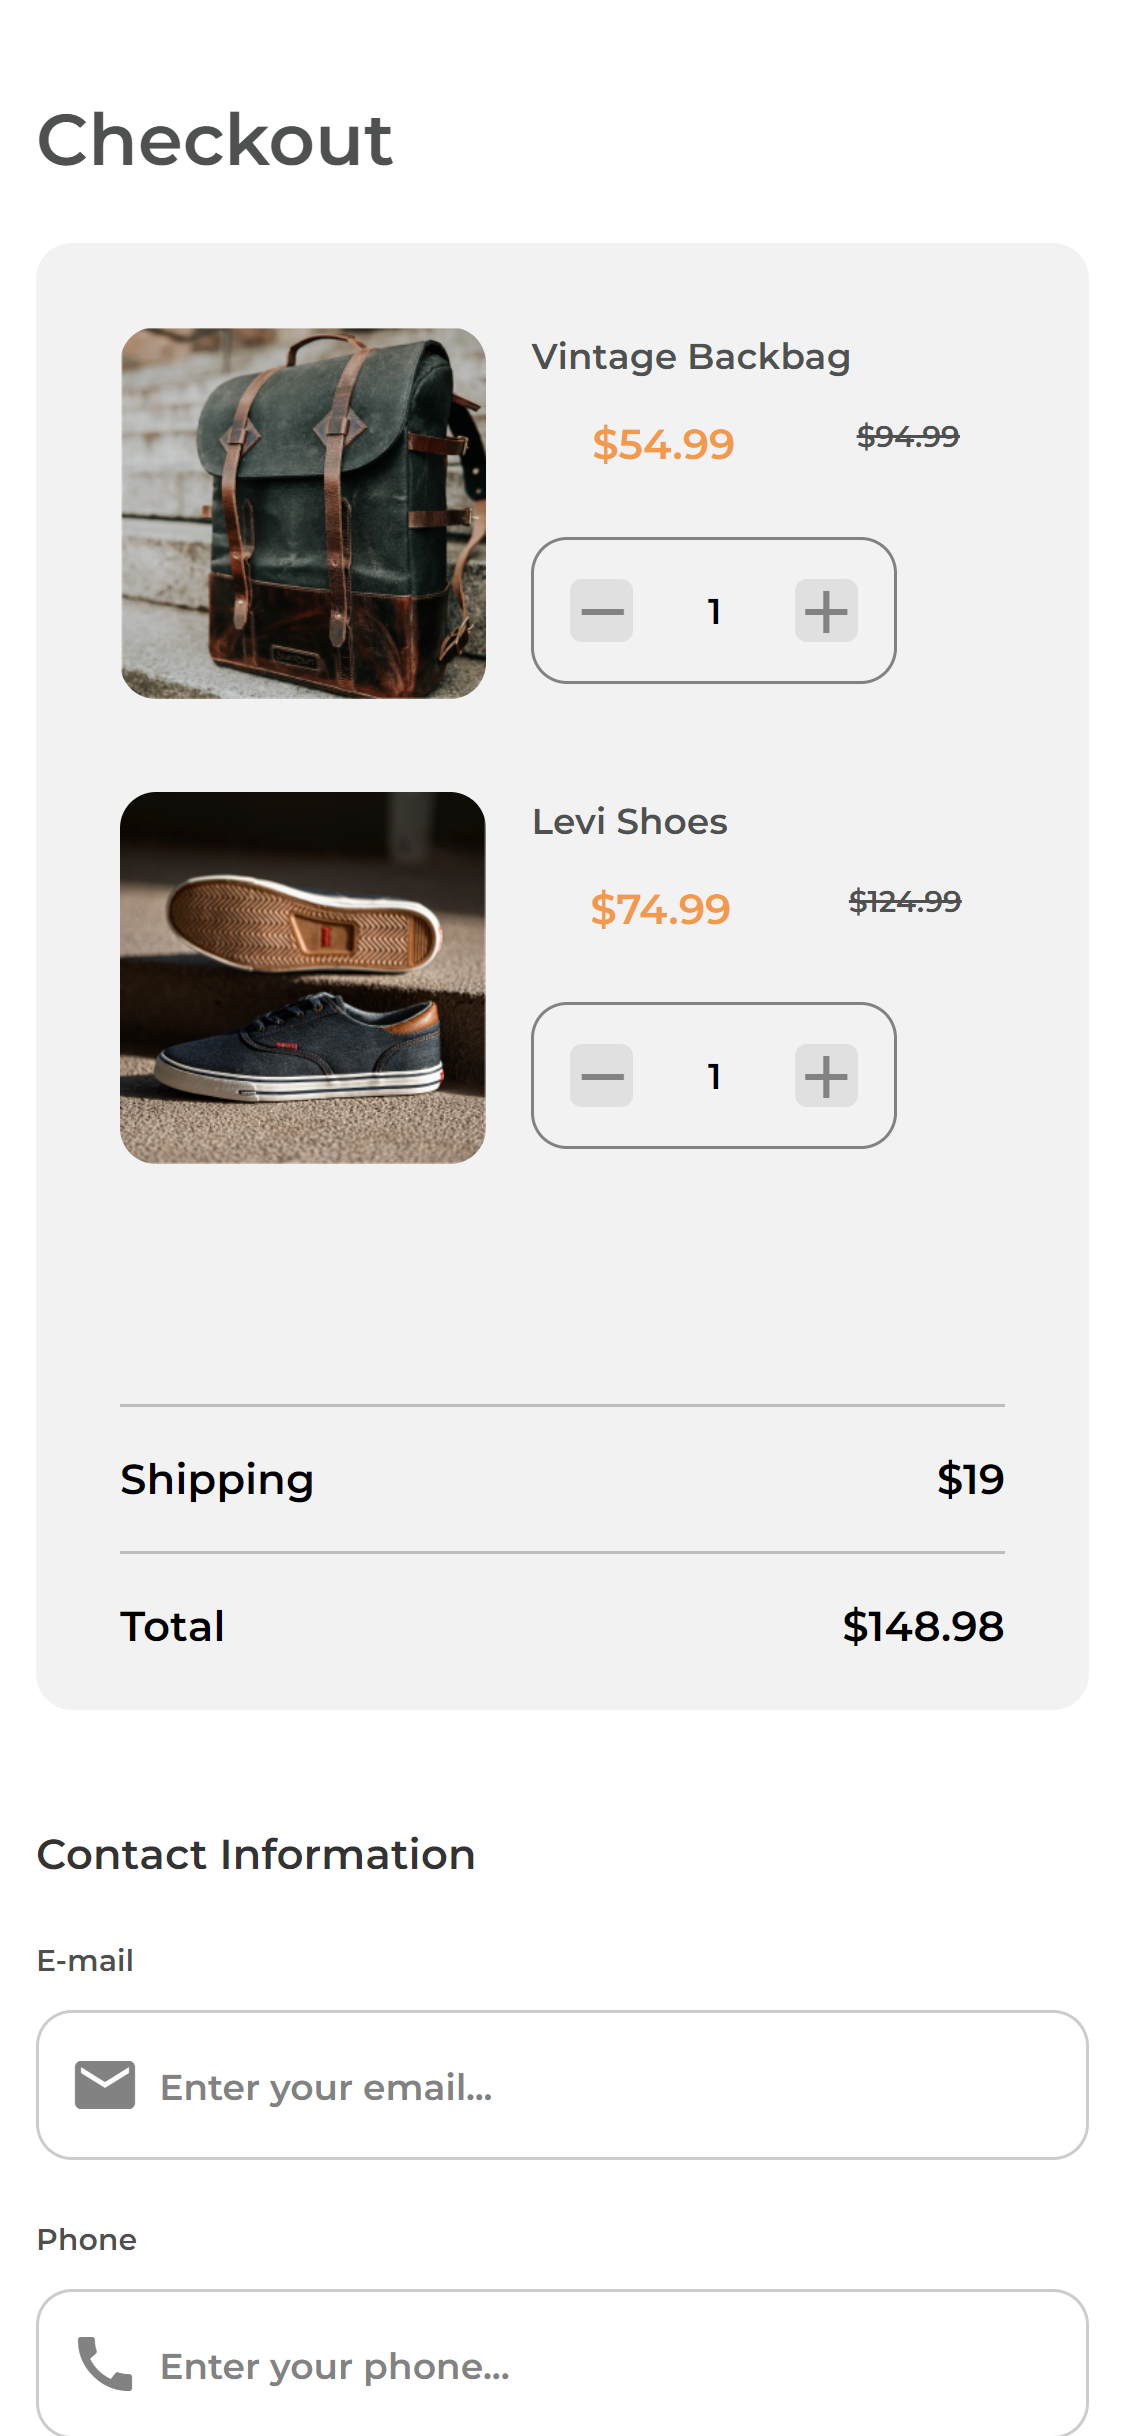 Checkout
Vintage Backbag
$54.99 $94.99
1
Levi Shoes
$74.99 $124.99
1
Shipping $19
Total $148.98
Contact Information
E-mail
Enter your email...
Phone
Enter your phone...